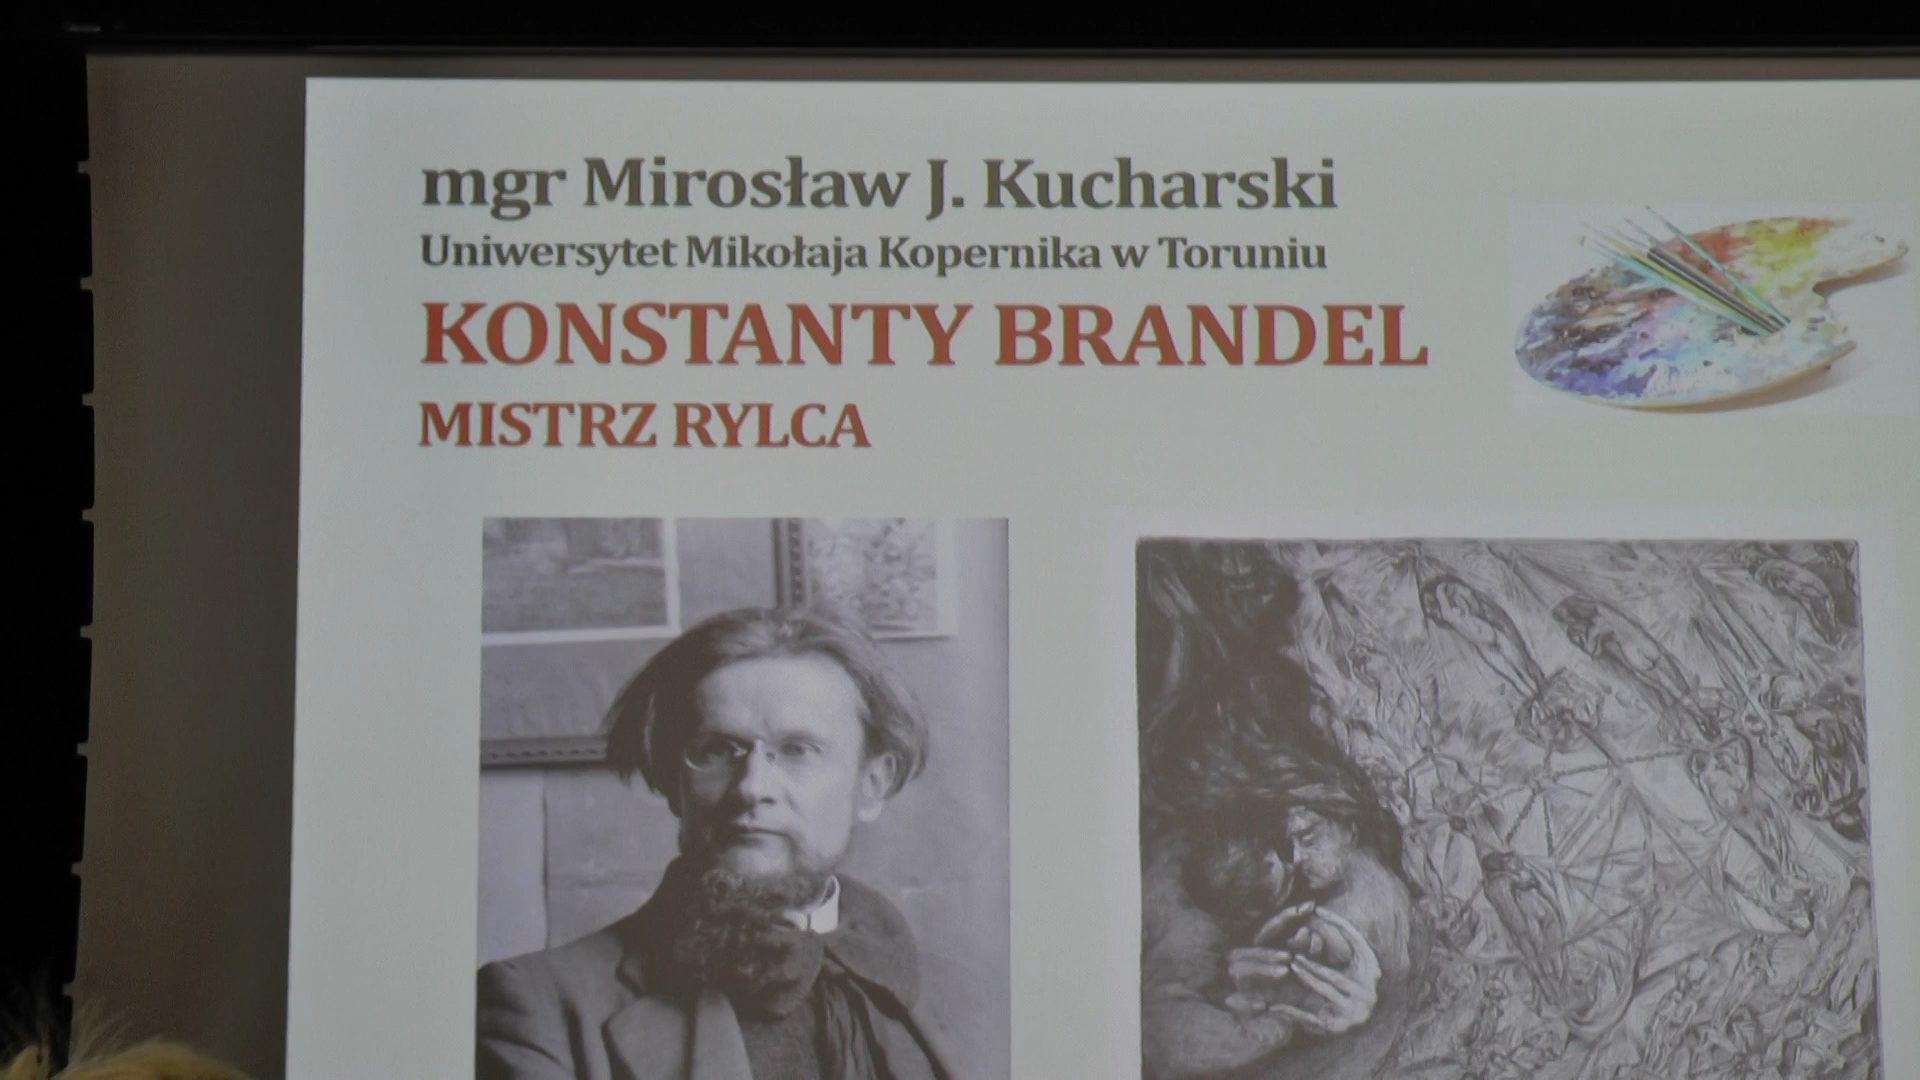 mgr Mirosław J. Kucharski
Uniwersytet Mikołaja Kopernika w Toruniu
KONSTANTY BRANDEL
MISTRZ RYLCA